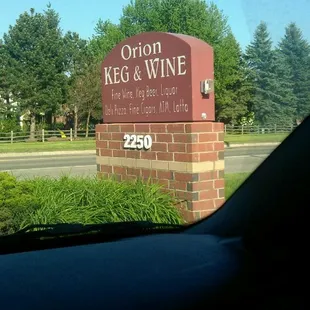 Orion
KEG & WINE
Fine Wine, Keg Beer, Liquor
Deli, Pizza, Fine Cigars, ATM, Lotto
2250